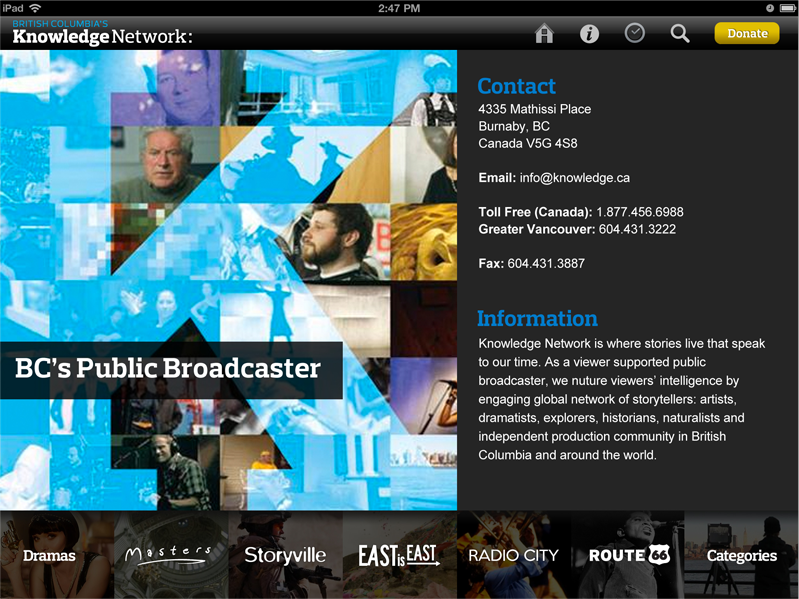 iPad 2:47 PM
BRITISH COLUMBIA'S
Knowledge Network:
Donate
Contact
4335 Mathissi Place
Burnaby, BC
Canada V5G 4S8
Email: info@knowledge.ca
Toll Free (Canada): 1.877.456.6988
Greater Vancouver: 604.431.3222
Fax: 604.431.3887
BC's Public Broadcaster
Information
Knowledge Network is where stories live that speak
to our time. As a viewer supported public
broadcaster, we nuture viewers' intelligence by
engaging global network of storytellers: artists,
dramatists, explorers, historians, naturalists and
independent production community in British
Columbia and around the world.
Dramas
Masters
Storyville
EAST is EAST
RADIO CITY
ROUTE 66
Categories